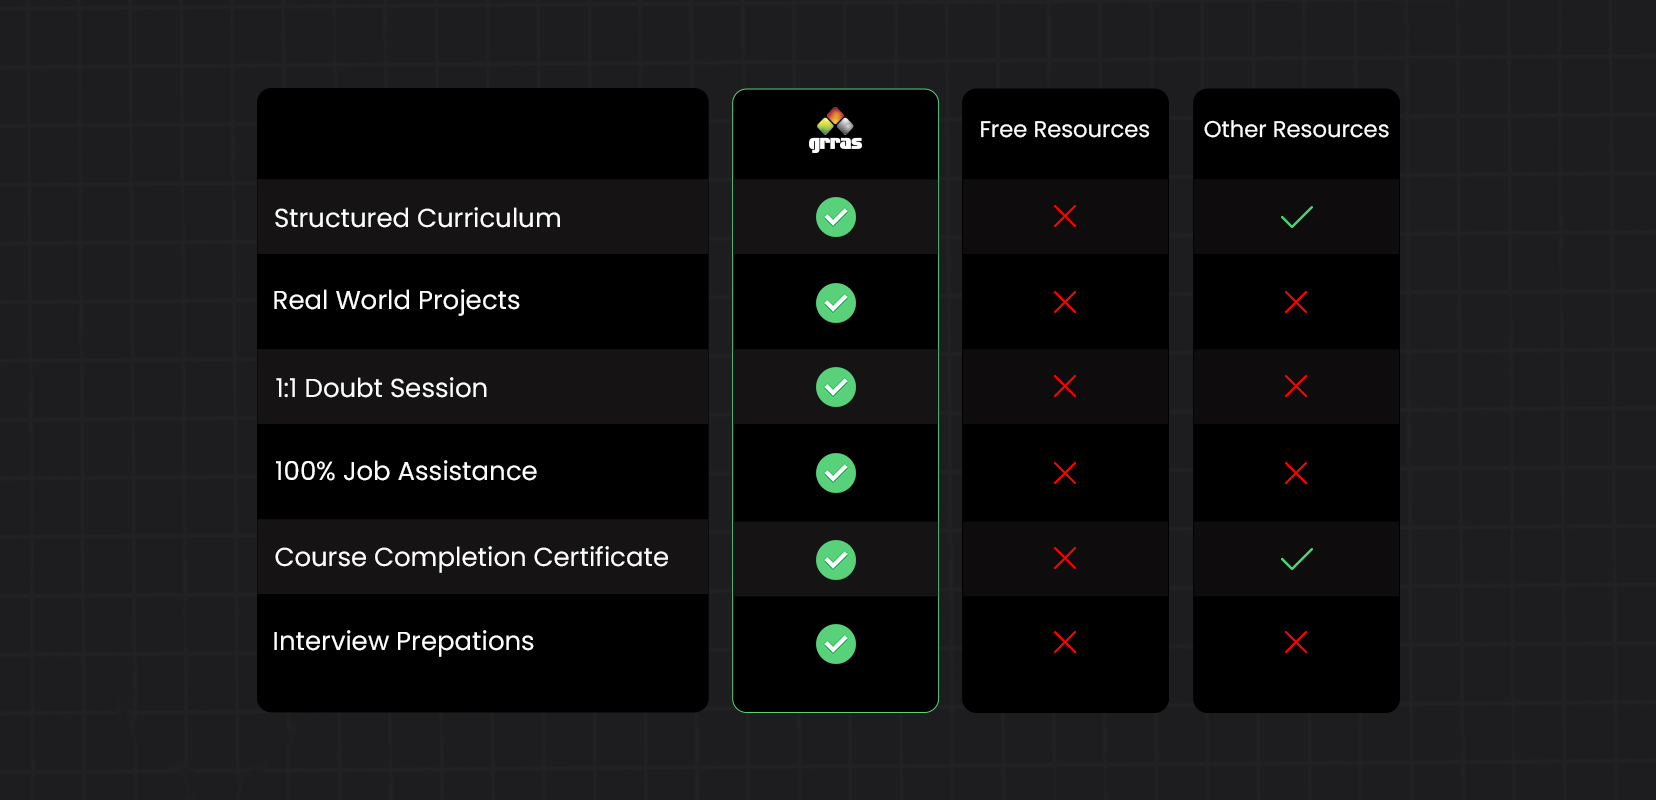 grras
Free Resources
Other Resources
Structured Curriculum
Real World Projects
1:1 Doubt Session
100% Job Assistance
Course Completion Certificate
Interview Prepations